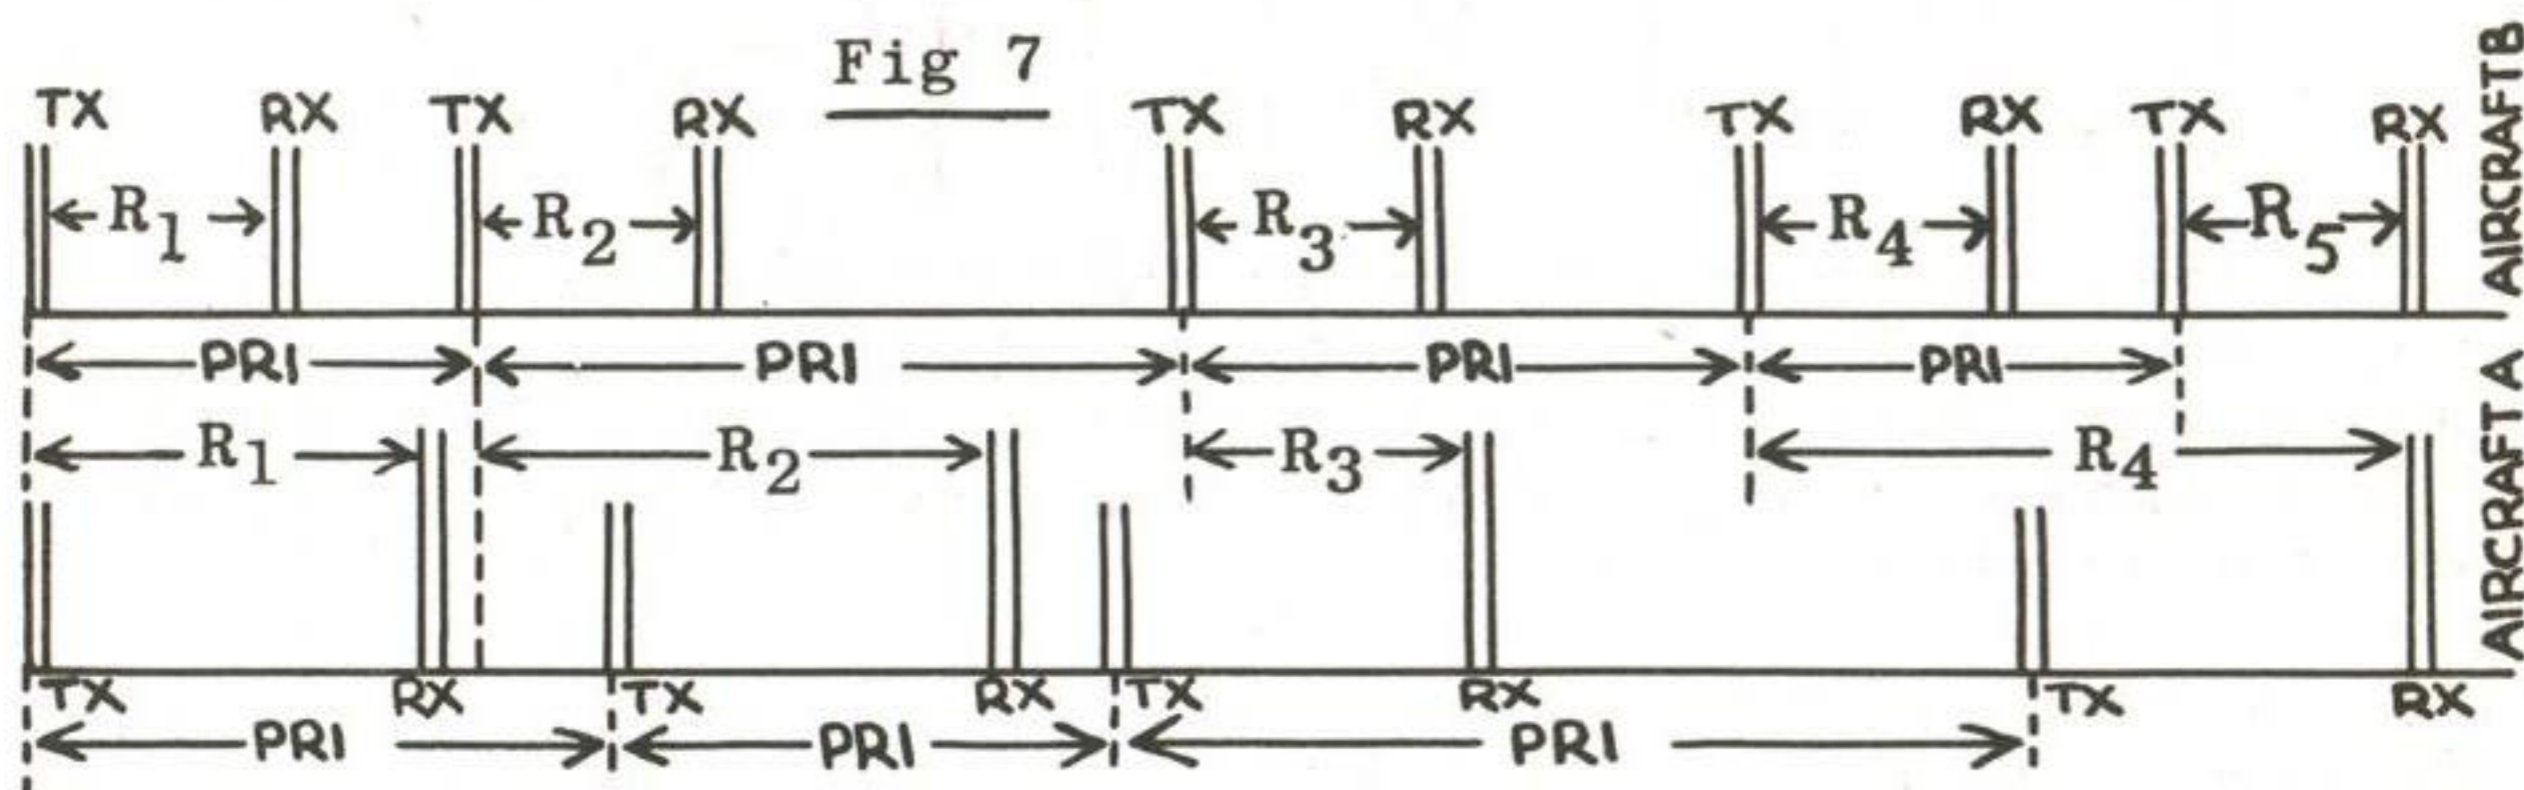 Fig 7
TX RX TX RX TX RX TX RX TX RX
R1 R2 R3 R4 R5
AIRCRAFT B
PRI PRI PRI PRI
R1 R2 R3 R4
AIRCRAFT A
TX RX TX RX TX RX TX RX
PRI PRI PRI